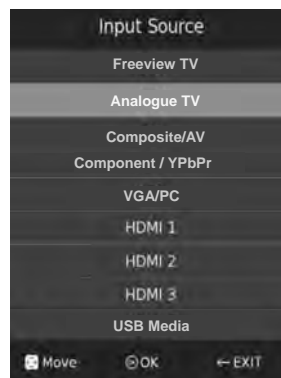 Input Source
Freeview TV
Analogue TV
Composite/AV
Component / YPbPr
VGA/PC
HDMI 1
HDMI 2
HDMI 3
USB Media
Move OK ← EXIT